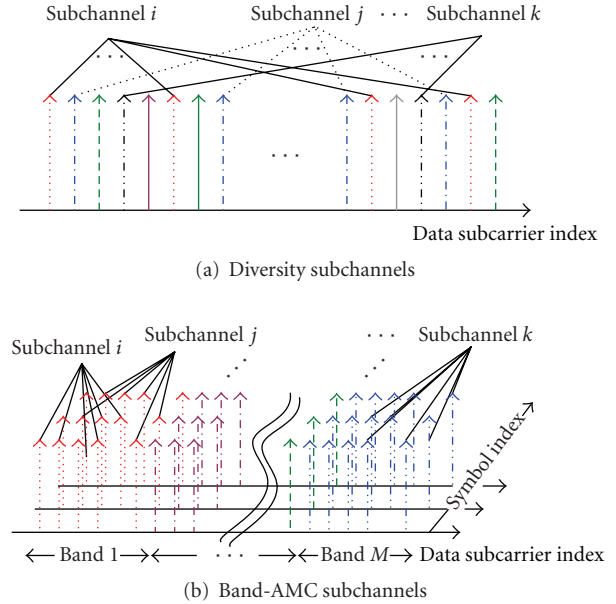 Subchannel i
Subchannel j
· · ·
Subchannel k
· · ·
· · ·
· · ·
· · ·
Data subcarrier index
(a) Diversity subchannels
Subchannel i
Subchannel j
· · ·
· · ·
Subchannel k
· · ·
· · ·
Symbol index
Band 1
· · ·
Band M
Data subcarrier index
(b) Band-AMC subchannels